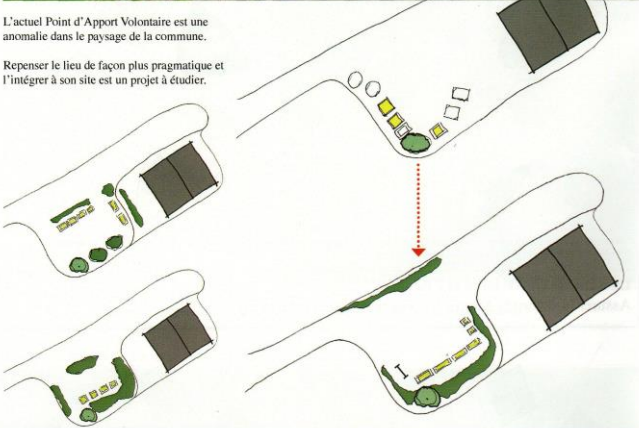 L'actuel Point d'Apport Volontaire est une
anomalie dans le paysage de la commune.
Repenser le lieu de façon plus pragmatique et
l'intégrer à son site est un projet à étudier.